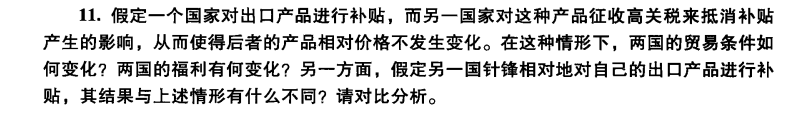 11. 假定一个国家对出口产品进行补贴，而另一国家对这种产品征收高关税来抵消补贴
产生的影响，从而使得后者的产品相对价格不发生变化。在这种情形下，两国的贸易条件如
何变化？两国的福利有何变化？另一方面，假定另一国针锋相对地对自己的出口产品进行补
贴，其结果与上述情形有什么不同？请对比分析。